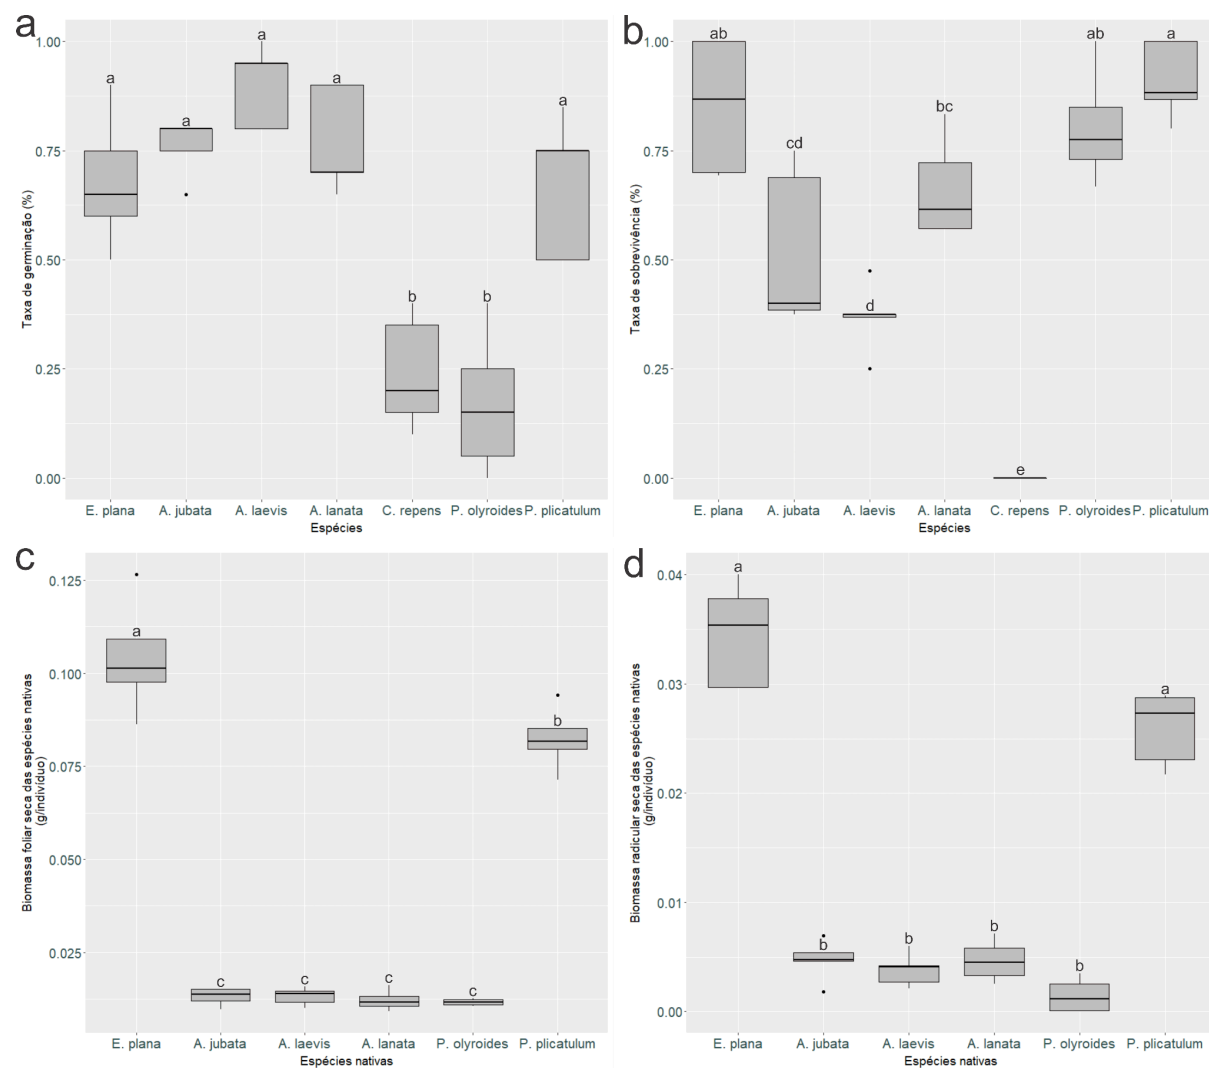 a
Taxa de germinação (%)
1.00
0.75
0.50
0.25
0.00
a a a a b b a
E. plana A. jubata A. laevis A. lanata C. repens P. olyroides P. plicatulum
Espécies
b
Taxa de sobrevivência (%)
1.00
0.75
0.50
0.25
0.00
ab cd d bc e ab a
E. plana A. jubata A. laevis A. lanata C. repens P. olyroides P. plicatulum
Espécies
c
Biomassa foliar seca das espécies nativas
(g/indivíduo)
0.125
0.100
0.075
0.050
0.025
a c c c c b
E. plana A. jubata A. laevis A. lanata P. olyroides P. plicatulum
Espécies nativas
d
Biomassa radicular seca das espécies nativas
(g/indivíduo)
0.04
0.03
0.02
0.01
0.00
a b b b b a
E. plana A. jubata A. laevis A. lanata P. olyroides P. plicatulum
Espécies nativas